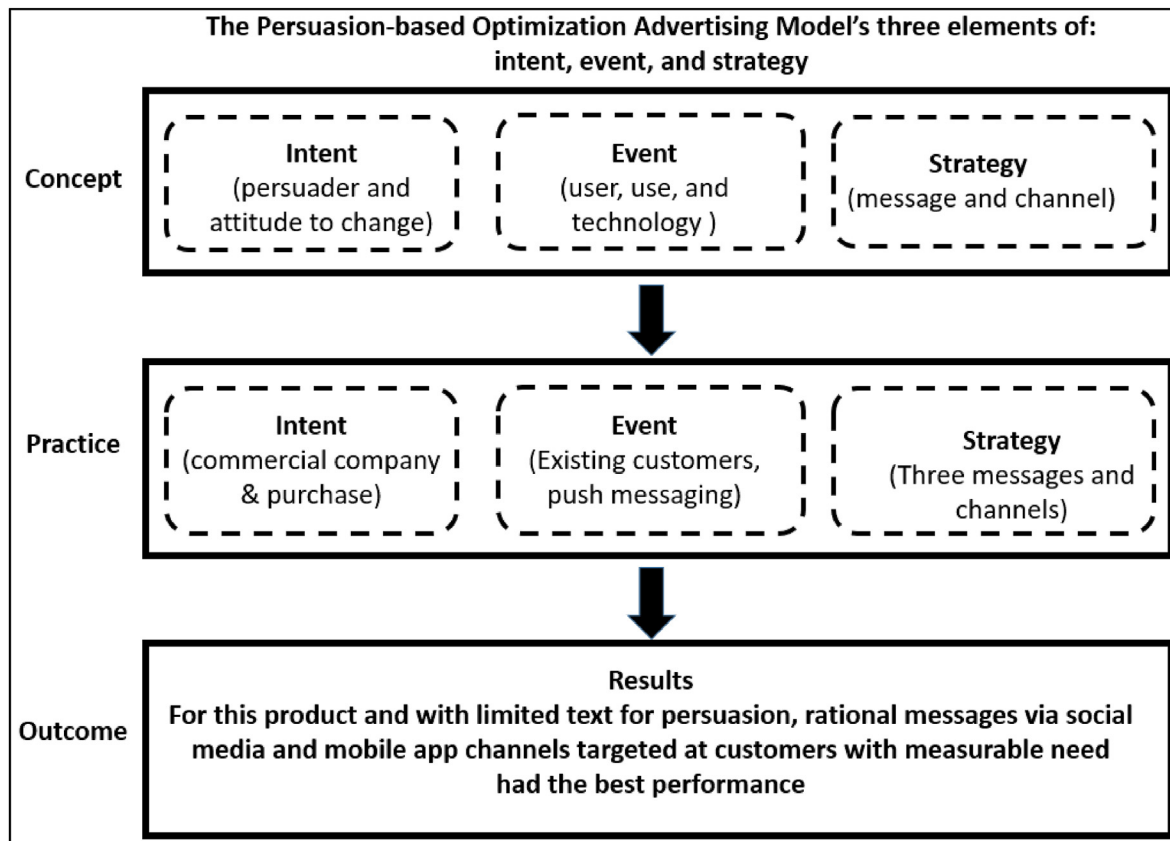 The Persuasion-based Optimization Advertising Model's three elements of:
intent, event, and strategy
Concept
Intent
(persuader and
attitude to change)
Event
(user, use, and
technology )
Strategy
(message and channel)
Practice
Intent
(commercial company
& purchase)
Event
(Existing customers,
push messaging)
Strategy
(Three messages and
channels)
Outcome
Results
For this product and with limited text for persuasion, rational messages via social
media and mobile app channels targeted at customers with measurable need
had the best performance